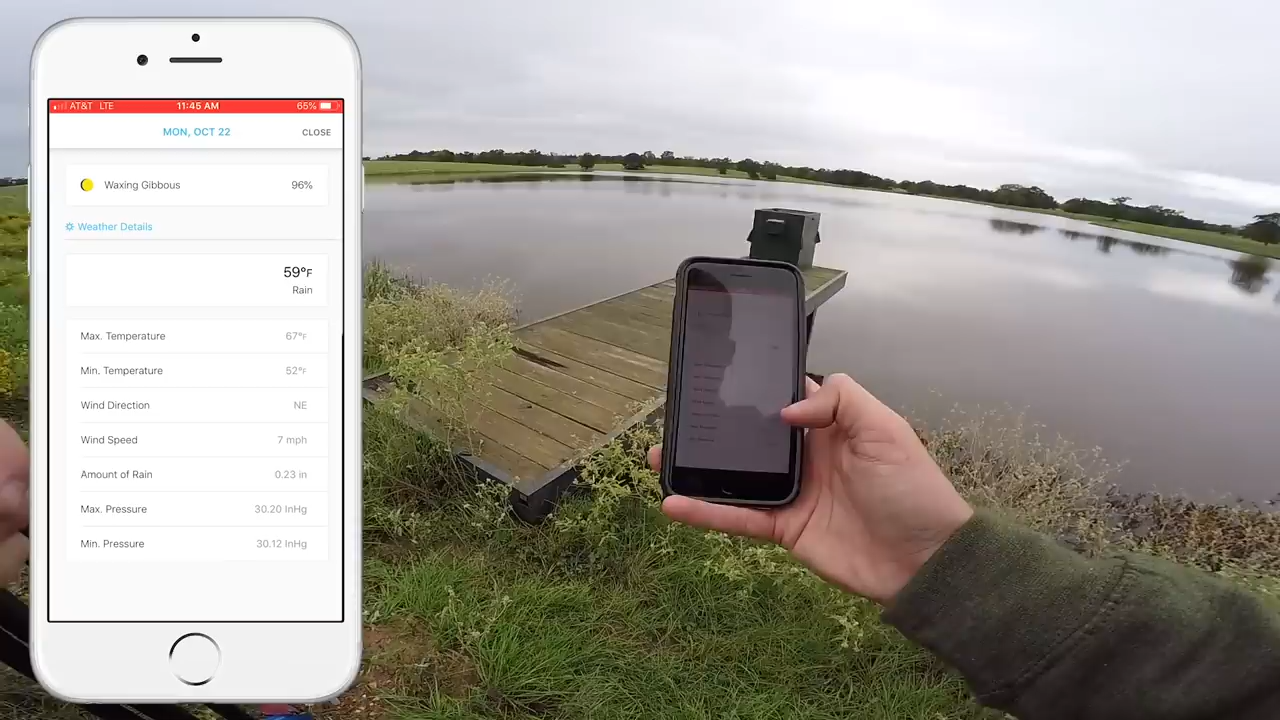 AT&T LTE 11:45 AM 65%
MON, OCT 22 CLOSE
Waxing Gibbous 96%
Weather Details
59°F
Rain
Max. Temperature 67°F
Min. Temperature 52°F
Wind Direction NE
Wind Speed 7 mph
Amount of Rain 0.23 in
Max. Pressure 30.20 InHg
Min. Pressure 30.12 InHg